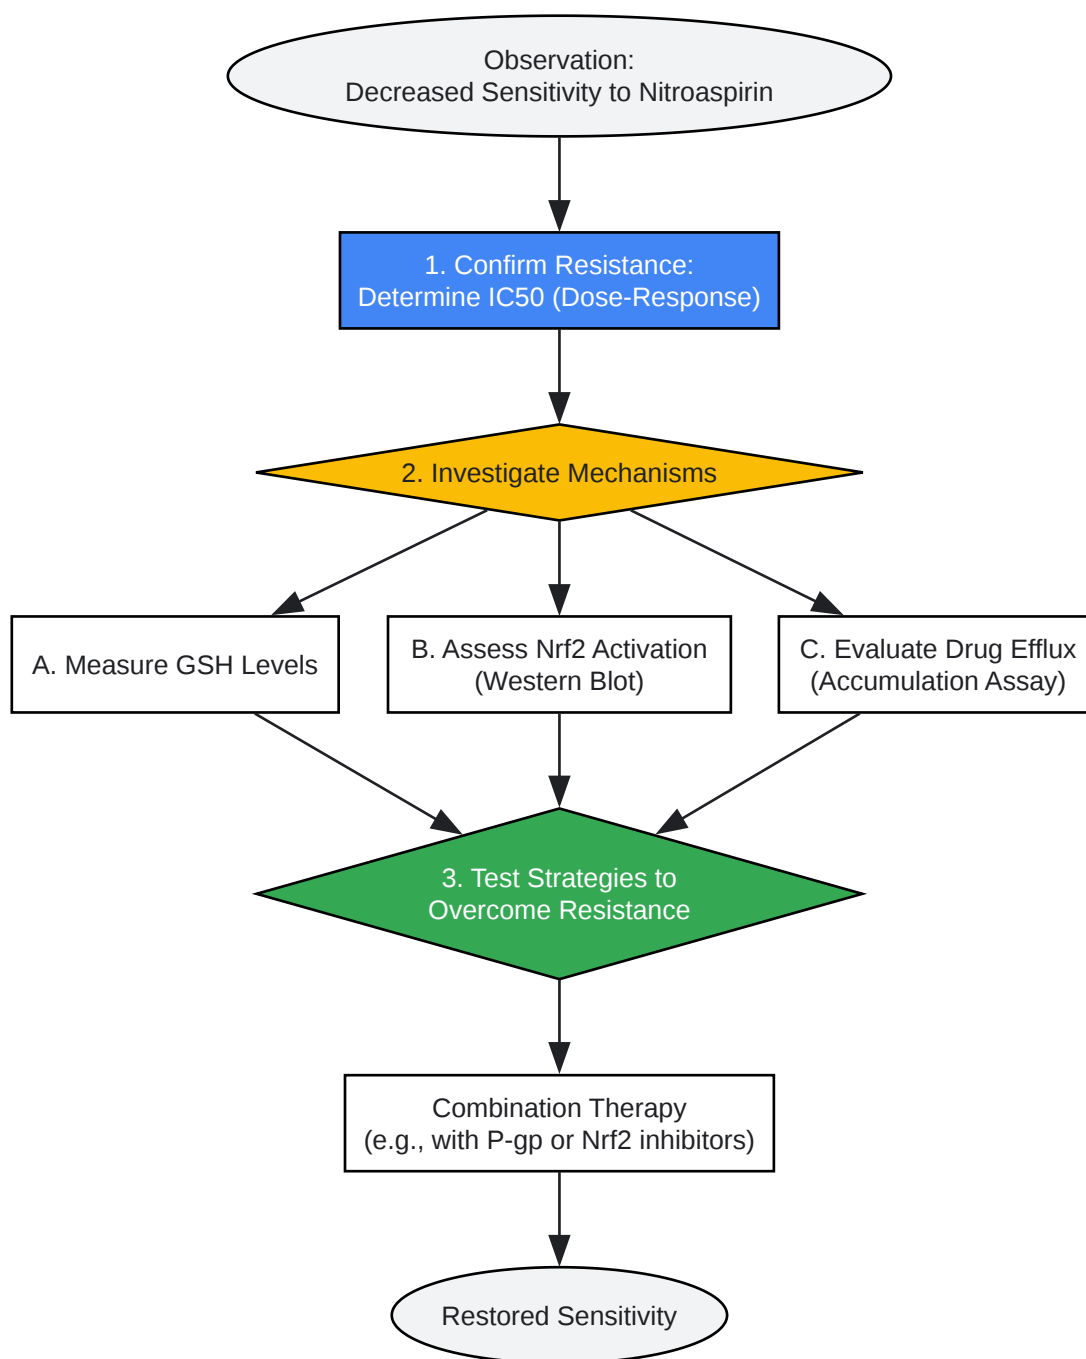 Observation:
Decreased Sensitivity to Nitroaspirin
1. Confirm Resistance:
Determine IC50 (Dose-Response)
2. Investigate Mechanisms
A. Measure GSH Levels
B. Assess Nrf2 Activation
(Western Blot)
C. Evaluate Drug Efflux
(Accumulation Assay)
3. Test Strategies to
Overcome Resistance
Combination Therapy
(e.g., with P-gp or Nrf2 inhibitors)
Restored Sensitivity